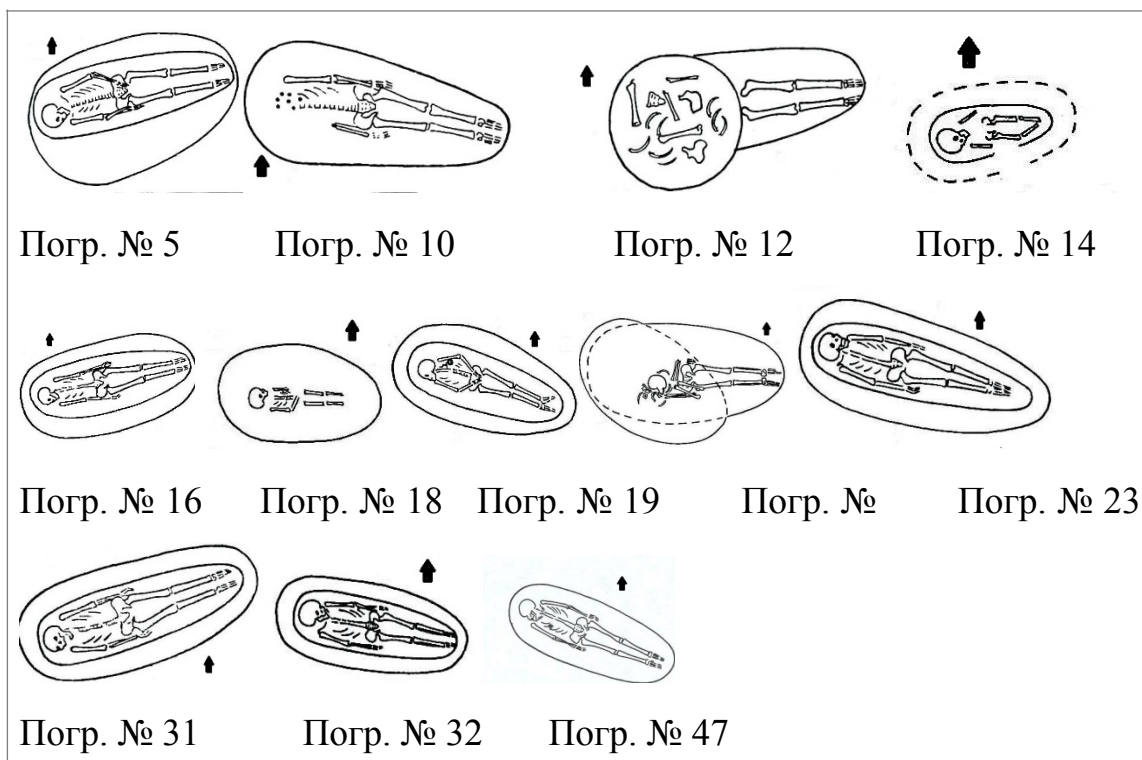 Погр. № 5 Погр. № 10 Погр. № 12 Погр. № 14
Погр. № 16 Погр. № 18 Погр. № 19 Погр. № Погр. № 23
Погр. № 31 Погр. № 32 Погр. № 47